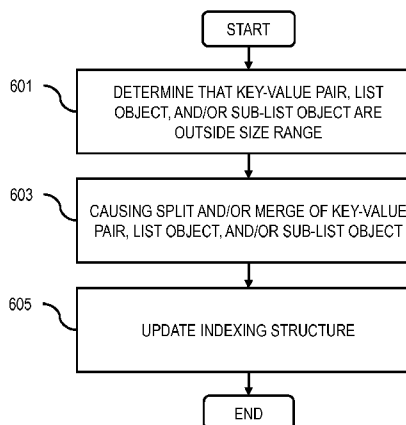 START
601
DETERMINE THAT KEY-VALUE PAIR, LIST
OBJECT, AND/OR SUB-LIST OBJECT ARE
OUTSIDE SIZE RANGE
603
CAUSING SPLIT AND/OR MERGE OF KEY-VALUE
PAIR, LIST OBJECT, AND/OR SUB-LIST OBJECT
605
UPDATE INDEXING STRUCTURE
END